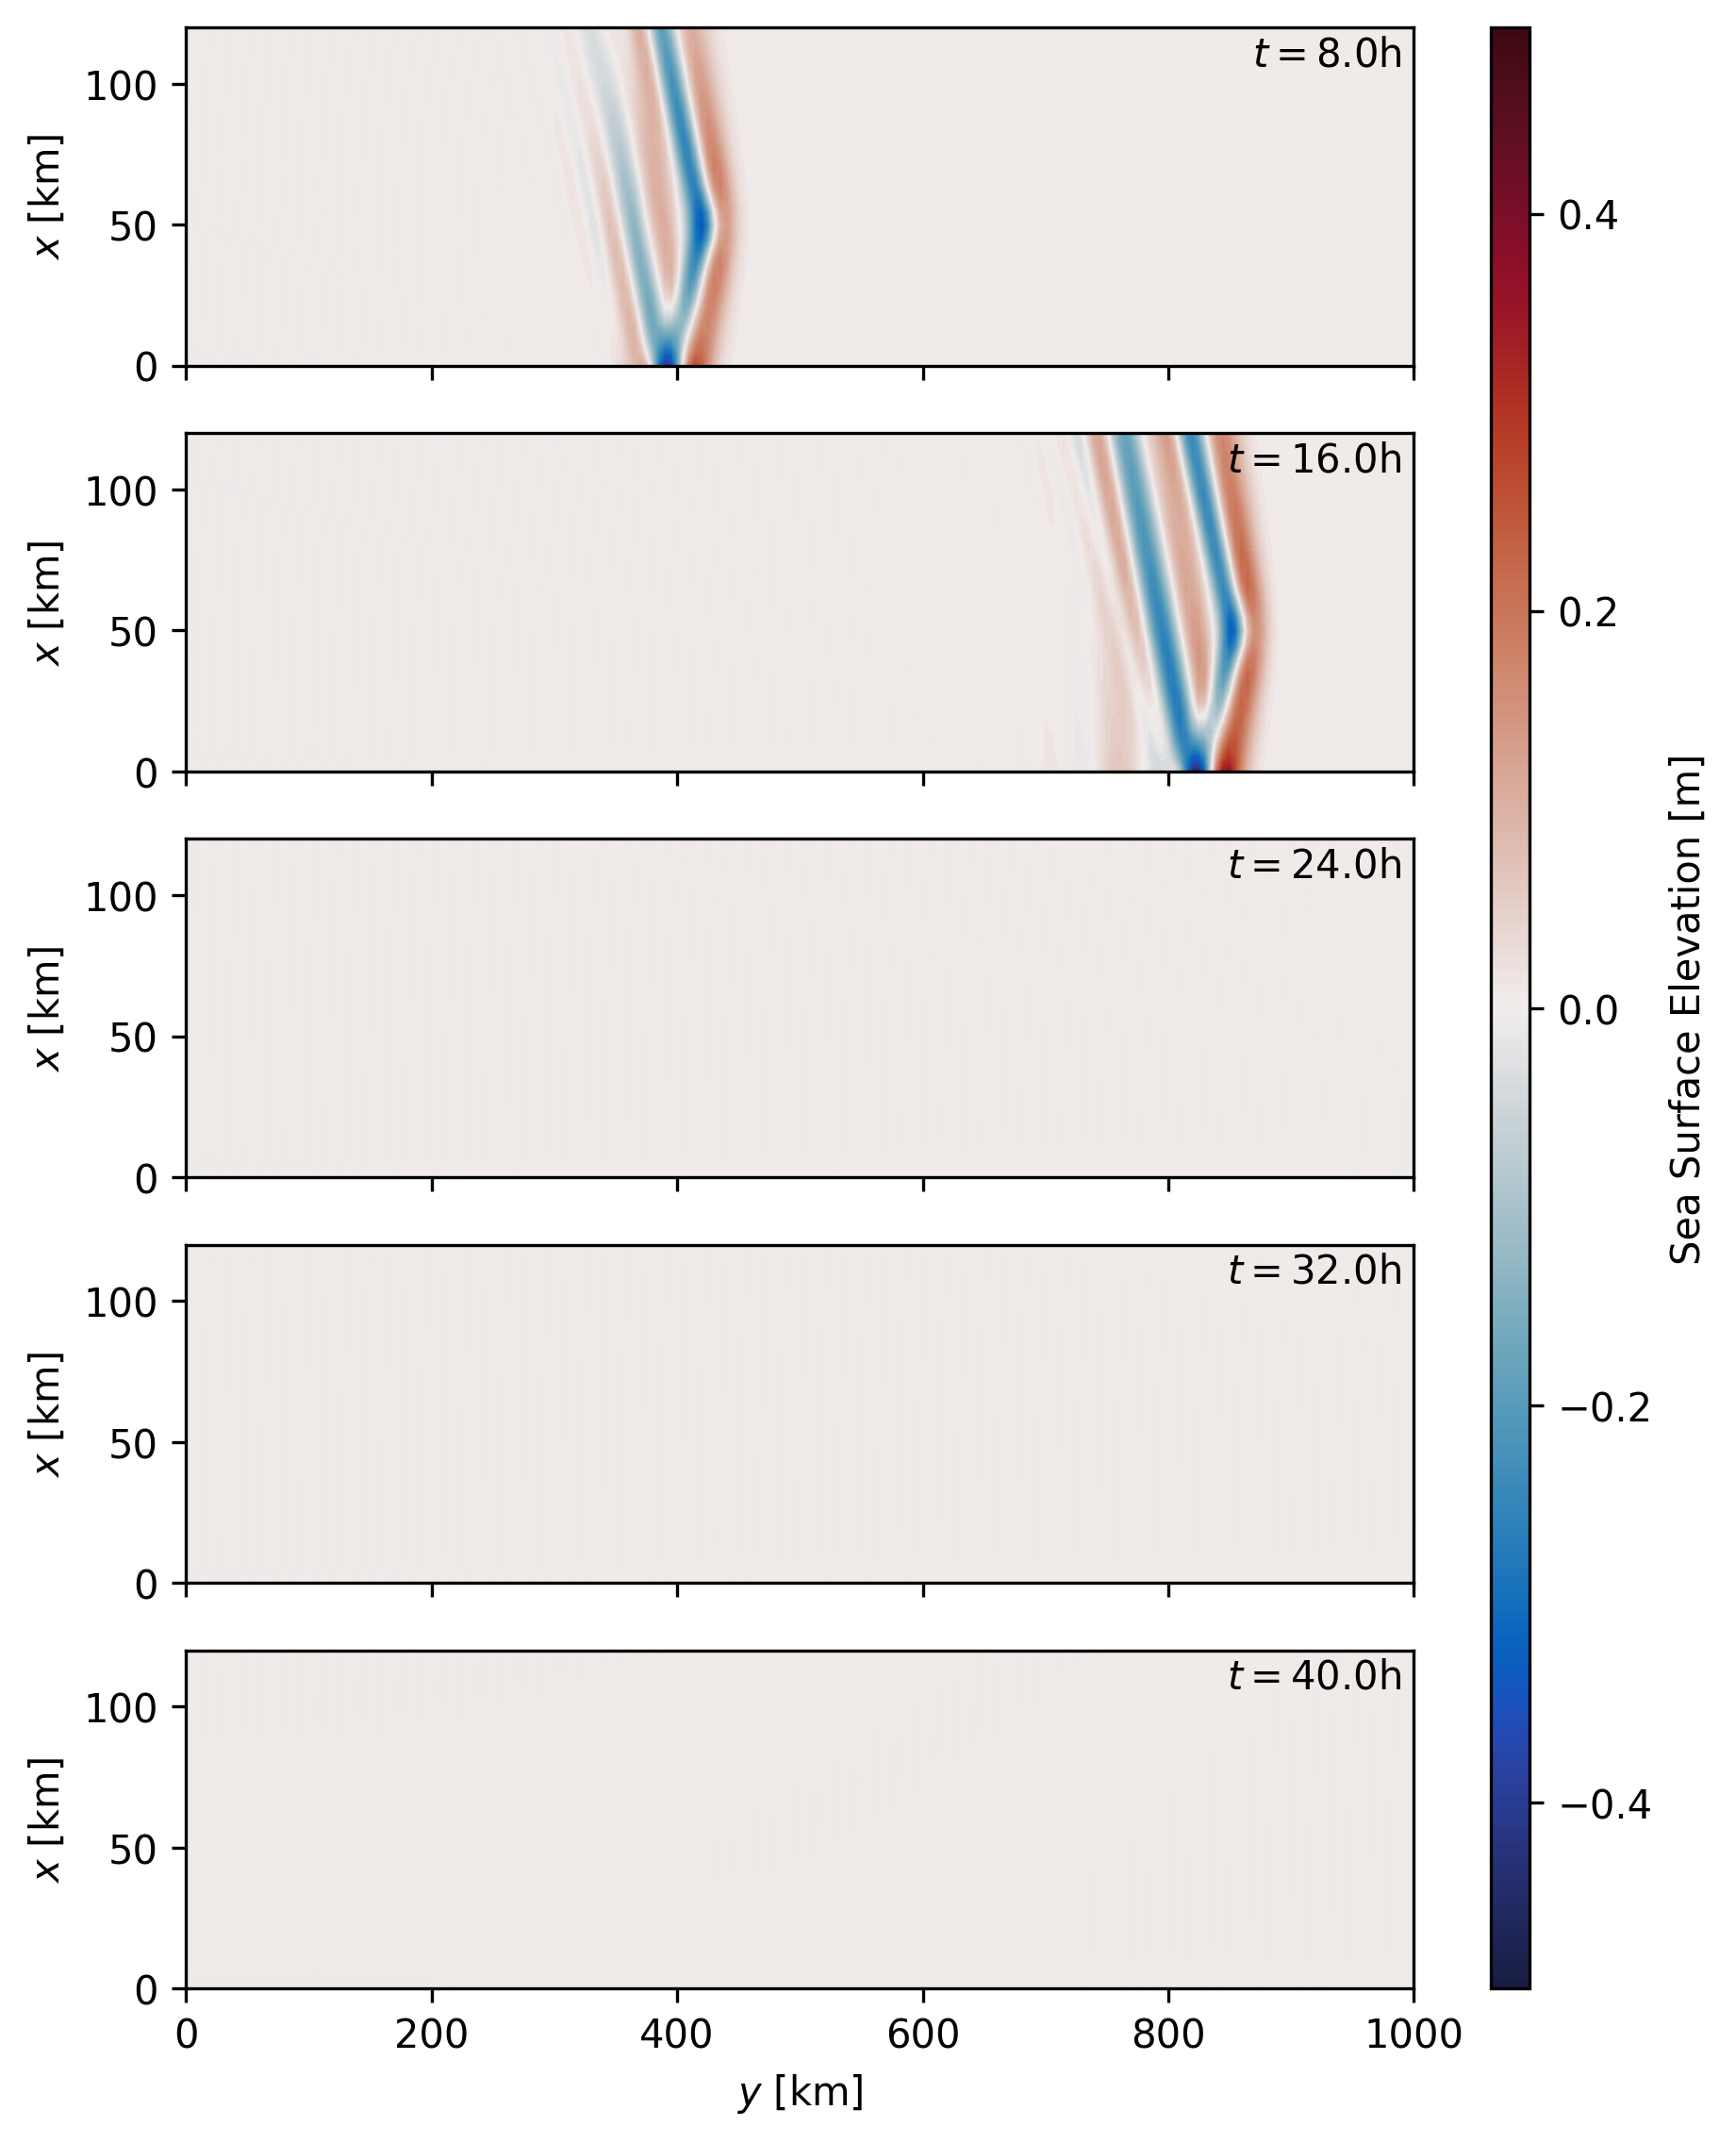 t = 8.0h
100
50
0
x [km]
t = 16.0h
100
50
0
x [km]
t = 24.0h
100
50
0
x [km]
t = 32.0h
100
50
0
x [km]
t = 40.0h
100
50
0
x [km]
0 200 400 600 800 1000
y [km]
0.4
0.2
0.0
−0.2
−0.4
Sea Surface Elevation [m]